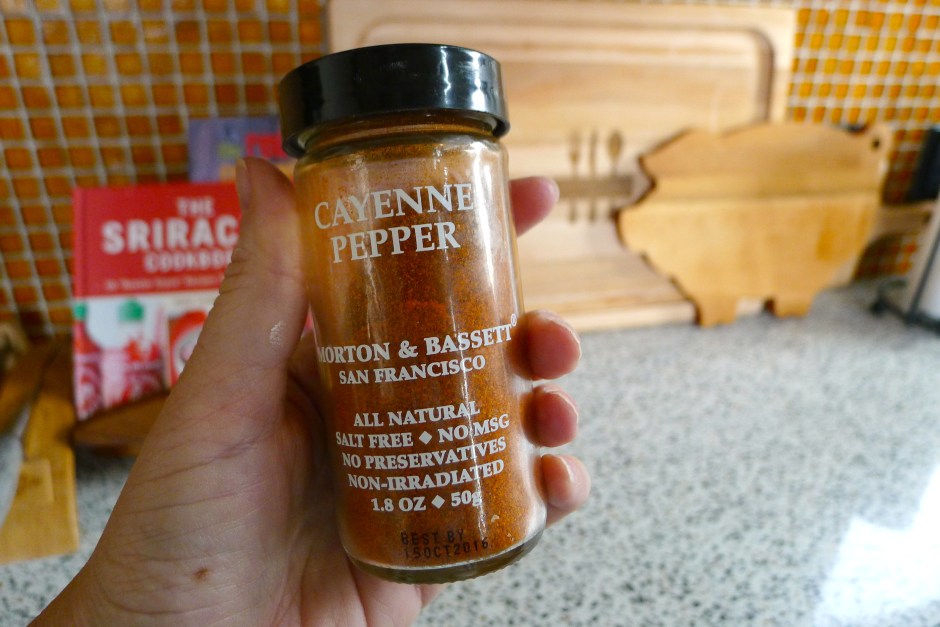 CAYENNE
PEPPER
MORTON & BASSETT®
SAN FRANCISCO
ALL NATURAL
SALT FREE ◆ NO MSG
NO PRESERVATIVES
NON-IRRADIATED
1.8 OZ ◆ 50g
BEST BY
15OCT2016
THE
SRIRAC
COOKBO